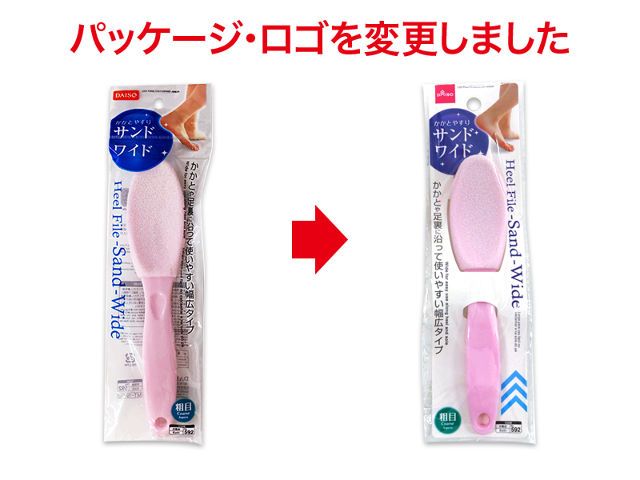 パッケージ・ロゴを変更しました
DAISO
かかとやすり
サンド
ワイド
Heel File -Sand-Wide
かかとや足裏に沿って使いやすい幅広タイプ
粗目
Coarse
592
DAISO
かかとやすり
サンド
ワイド
Heel File -Sand-Wide
かかとや足裏に沿って使いやすい幅広タイプ
粗目
Coarse
592